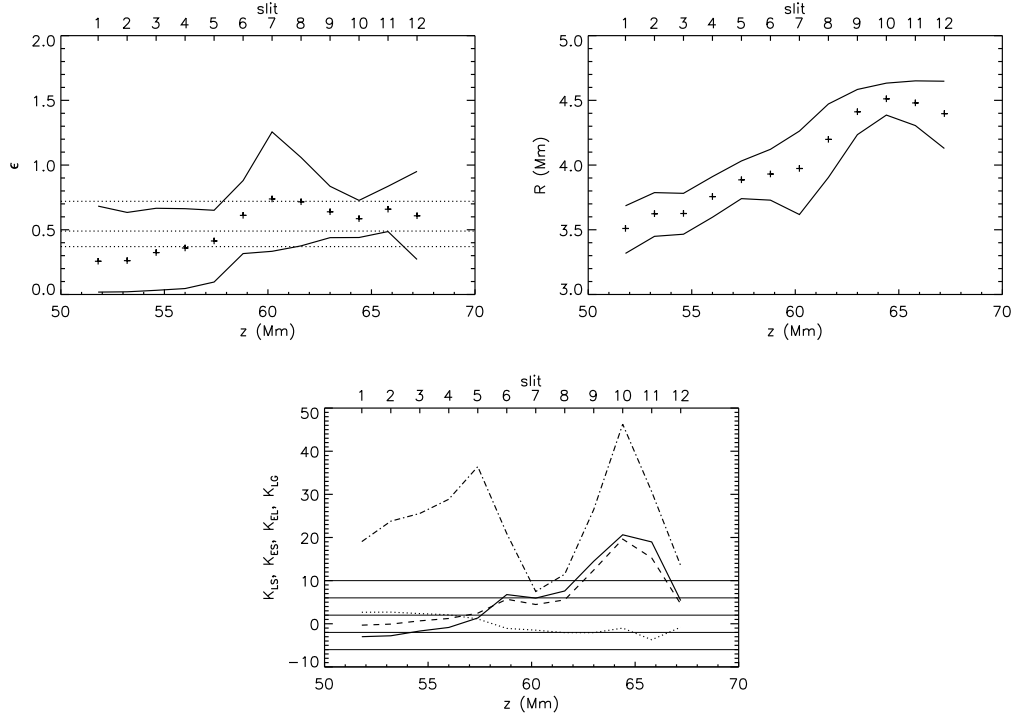 slit
1 2 3 4 5 6 7 8 9 10 11 12
2.0
1.5
1.0
0.5
0.0
ϵ
50 55 60 65 70
z (Mm)
slit
1 2 3 4 5 6 7 8 9 10 11 12
5.0
4.5
4.0
3.5
3.0
R (Mm)
50 55 60 65 70
z (Mm)
slit
1 2 3 4 5 6 7 8 9 10 11 12
50
40
30
20
10
0
−10
K_LS, K_ES, K_EL, K_LG
50 55 60 65 70
z (Mm)